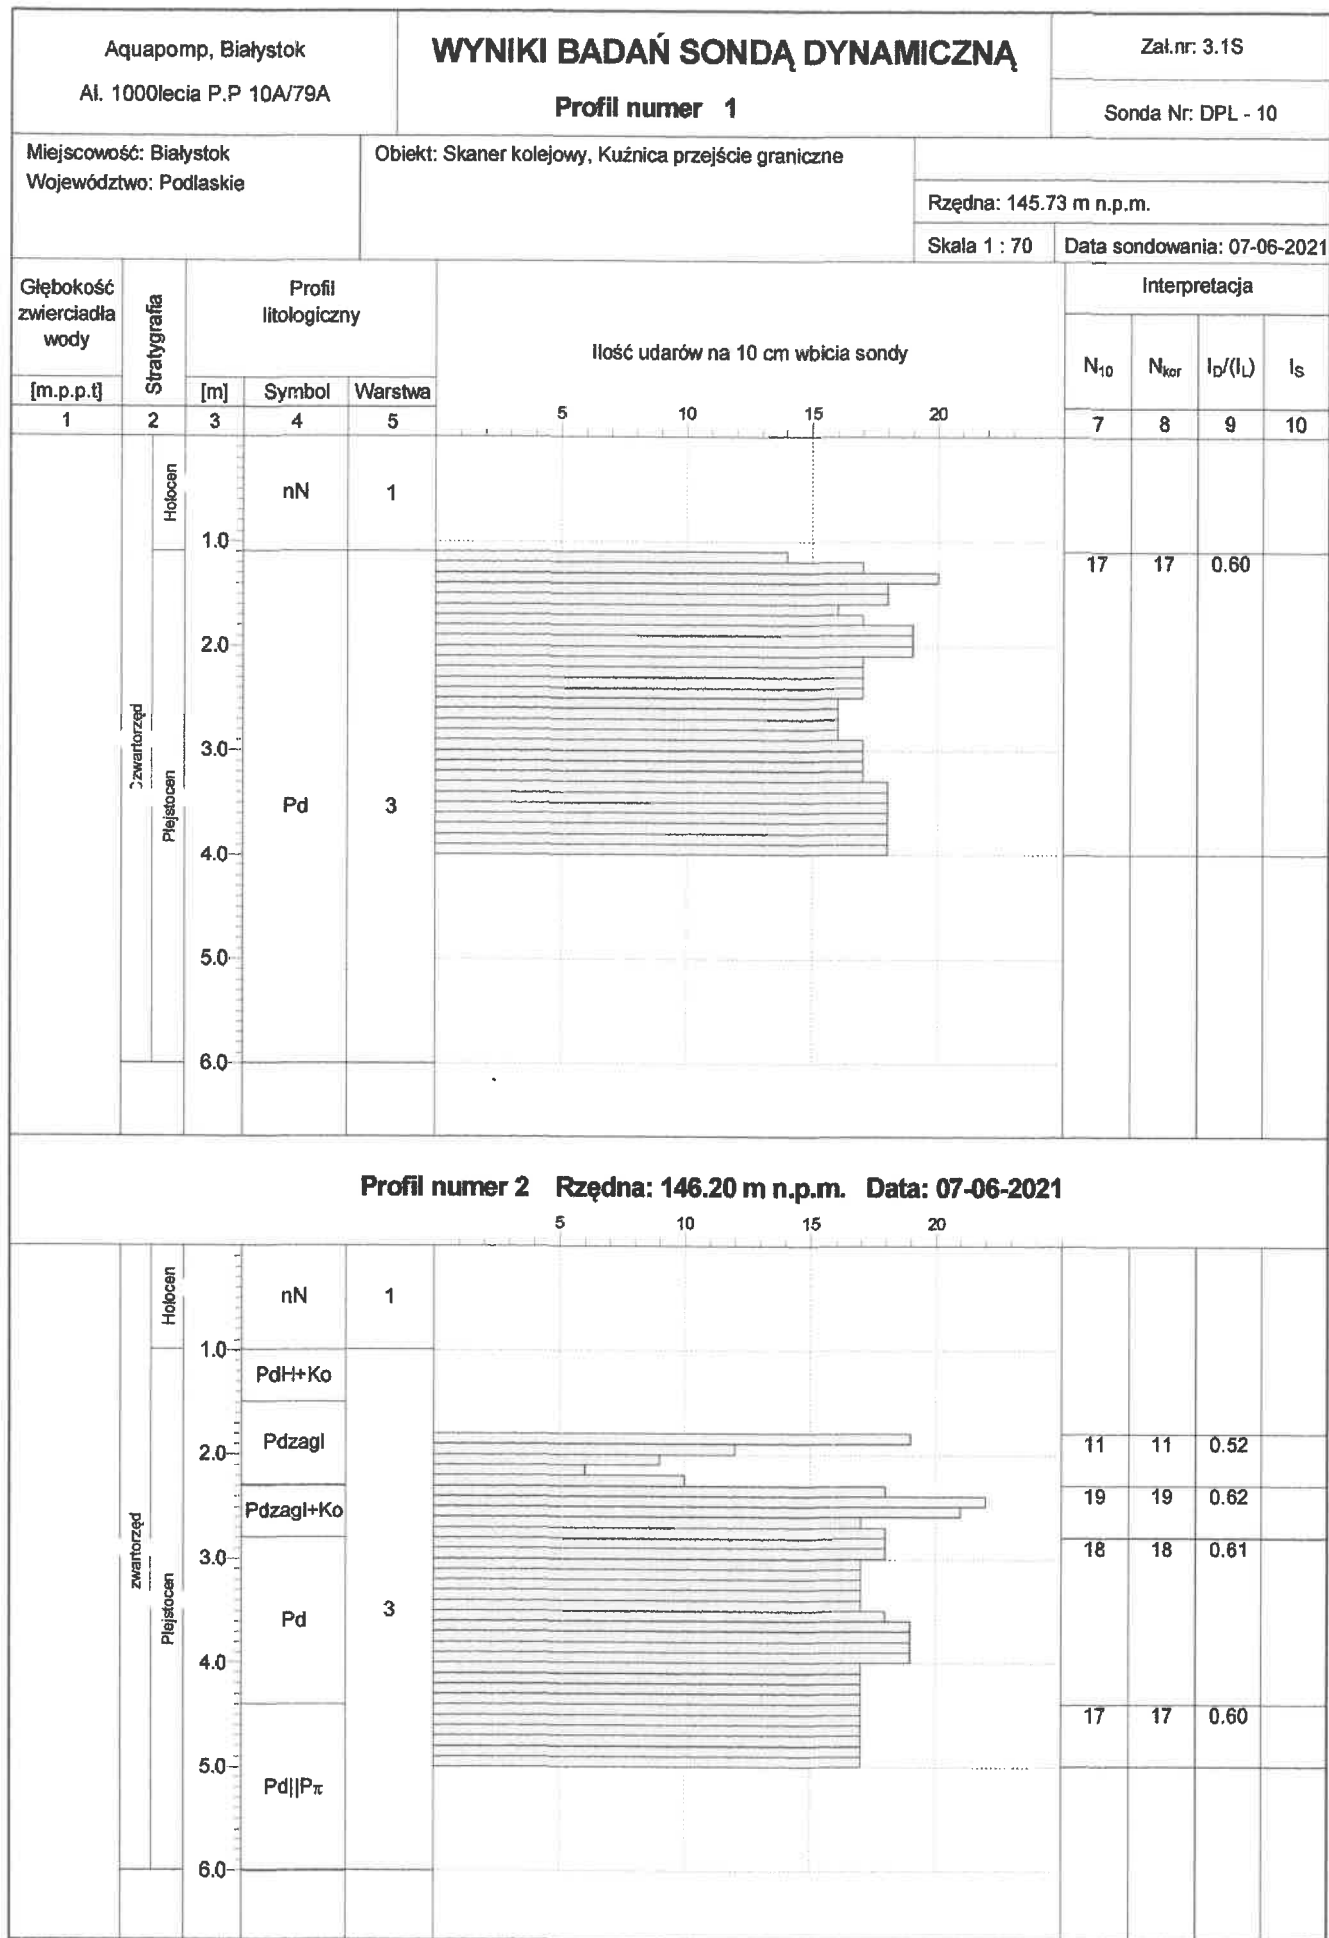 Aquapomp, Białystok
Al. 1000lecia P.P 10A/79A
WYNIKI BADAŃ SONDĄ DYNAMICZNĄ
Profil numer 1
Zał.nr: 3.1S
Sonda Nr: DPL - 10
Miejscowość: Białystok
Województwo: Podlaskie
Obiekt: Skaner kolejowy, Kuźnica przejście graniczne
Rzędna: 145.73 m n.p.m.
Skala 1 : 70
Data sondowania: 07-06-2021
Głębokość
zwierciadła
wody
[m.p.p.t]
Stratygrafia
Profil
litologiczny
[m] Symbol Warstwa
Ilość udarów na 10 cm wbicia sondy
5 10 15 20
Interpretacja
N10 Nkor ID/(IL) IS
1 2 3 4 5 7 8 9 10
Holocen
nN 1
1.0
17 17 0.60
2.0
3.0
Czwartorzęd
Plejstocen
Pd 3
4.0
5.0
6.0
Profil numer 2 Rzędna: 146.20 m n.p.m. Data: 07-06-2021
5 10 15 20
Holocen
nN 1
1.0
PdH+Ko
Pdzagl
2.0
11 11 0.52
Pdzagl+Ko
19 19 0.62
3.0
18 18 0.61
zwartorzęd
Plejstocen
Pd 3
4.0
17 17 0.60
5.0
Pd||Pπ
6.0